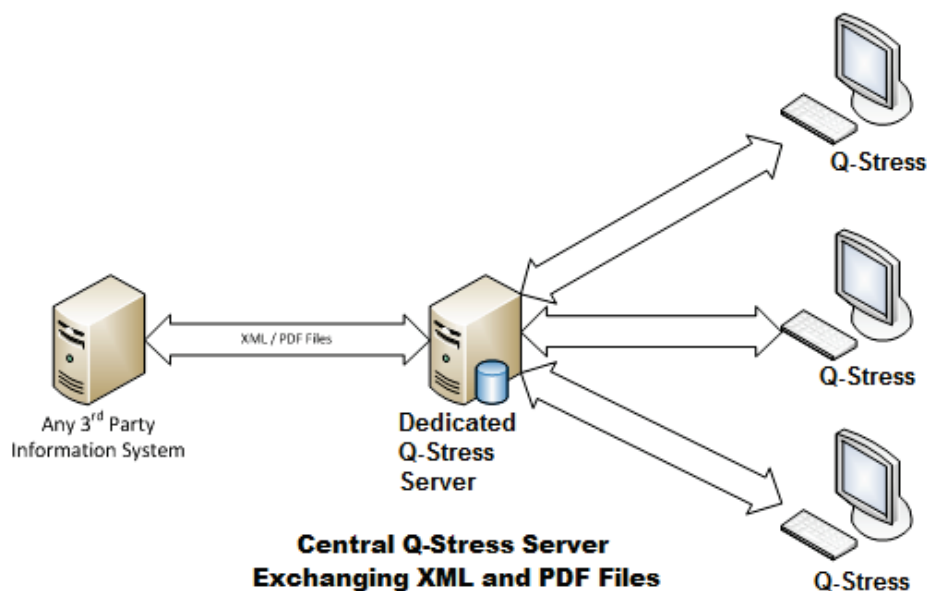 Q-Stress
XML / PDF Files
Q-Stress
Any 3rd Party
Information System
Dedicated
Q-Stress
Server
Q-Stress
Central Q-Stress Server
Exchanging XML and PDF Files